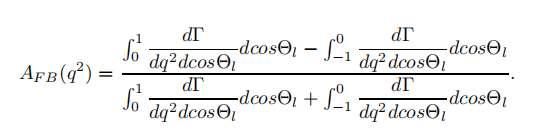 A_{FB}(q^2) = \frac{\int_0^1 \frac{d\Gamma}{dq^2 dcos\Theta_l} dcos\Theta_l - \int_{-1}^0 \frac{d\Gamma}{dq^2 dcos\Theta_l} dcos\Theta_l}{\int_0^1 \frac{d\Gamma}{dq^2 dcos\Theta_l} dcos\Theta_l + \int_{-1}^0 \frac{d\Gamma}{dq^2 dcos\Theta_l} dcos\Theta_l}.